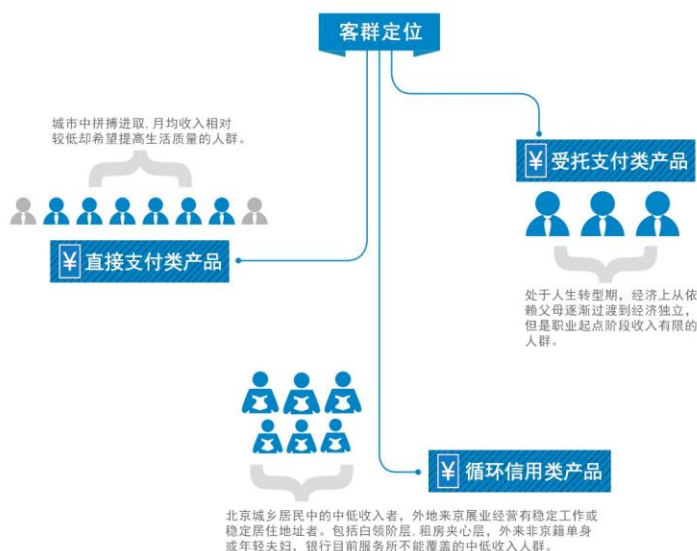 客群定位
城市中拼搏进取,月均收入相对
较低却希望提高生活质量的人群。
¥ 直接支付类产品
¥ 受托支付类产品
处于人生转型期，经济上从依
赖父母逐渐过渡到经济独立，
但是职业起点阶段收入有限的
人群。
¥ 循环信用类产品
北京城乡居民中的中低收入者，外地来京展业经营有稳定工作或
稳定居住地址者。包括白领阶层,租房夹心层，外来非京籍单身
或年轻夫妇，银行目前服务所不能覆盖的中低收入人群。